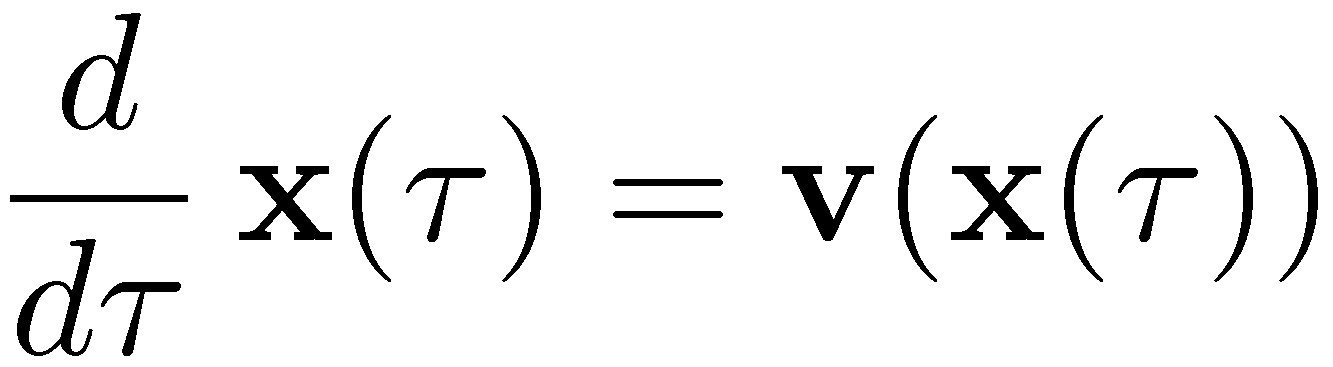 d/dτ 𝐱(τ) = 𝐯(𝐱(τ))